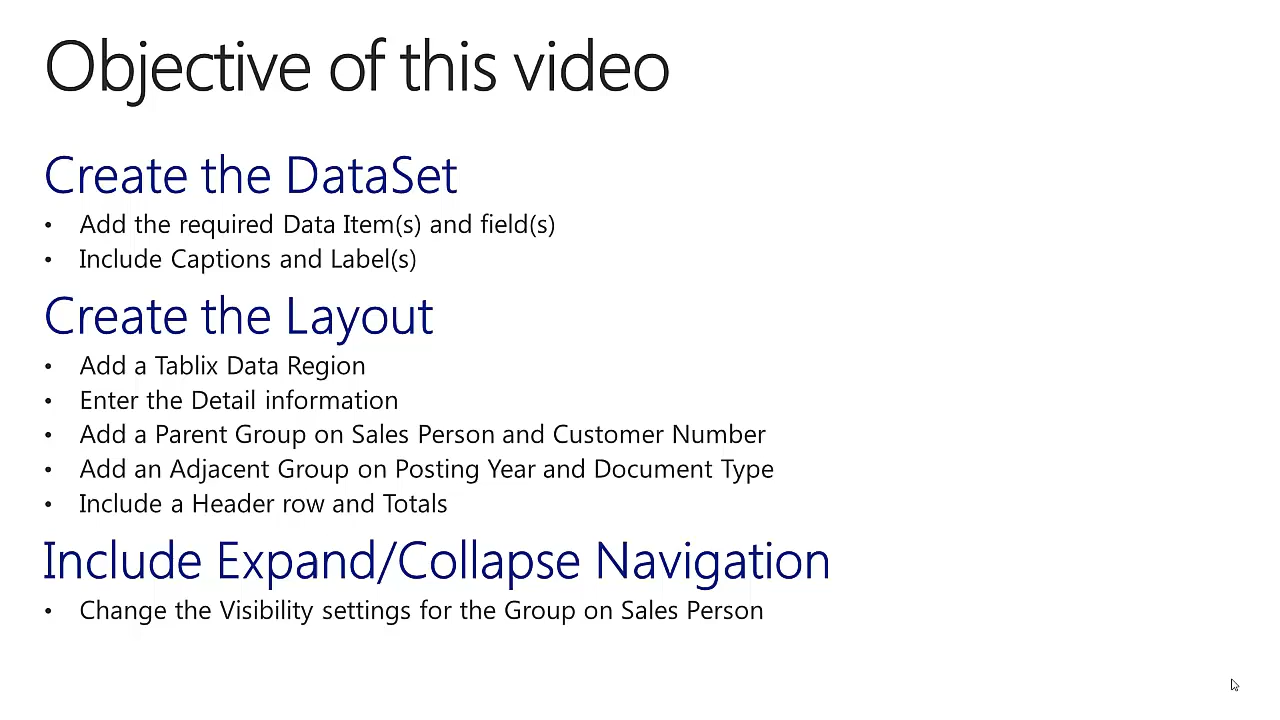 Objective of this video
Create the DataSet
• Add the required Data Item(s) and field(s)
• Include Captions and Label(s)
Create the Layout
• Add a Tablix Data Region
• Enter the Detail information
• Add a Parent Group on Sales Person and Customer Number
• Add an Adjacent Group on Posting Year and Document Type
• Include a Header row and Totals
Include Expand/Collapse Navigation
• Change the Visibility settings for the Group on Sales Person